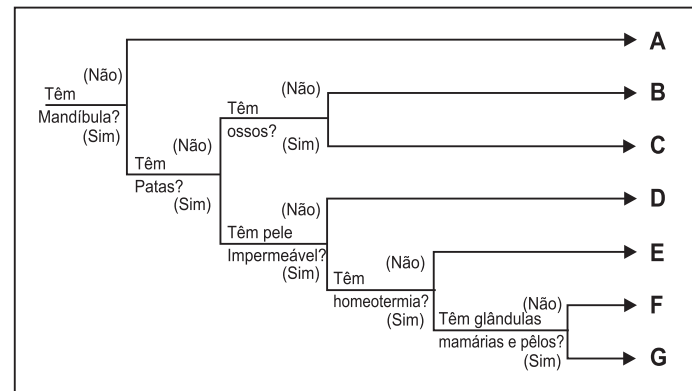 A
(Não)
Têm
Mandíbula?
(Sim)
(Não)
Têm
Patas?
(Sim)
(Não)
Têm
ossos?
(Sim)
B
C
(Não)
Têm pele
Impermeável?
(Sim)
D
(Não)
Têm
homeotermia?
(Sim)
E
(Não)
Têm glândulas
mamárias e pêlos?
(Sim)
F
G